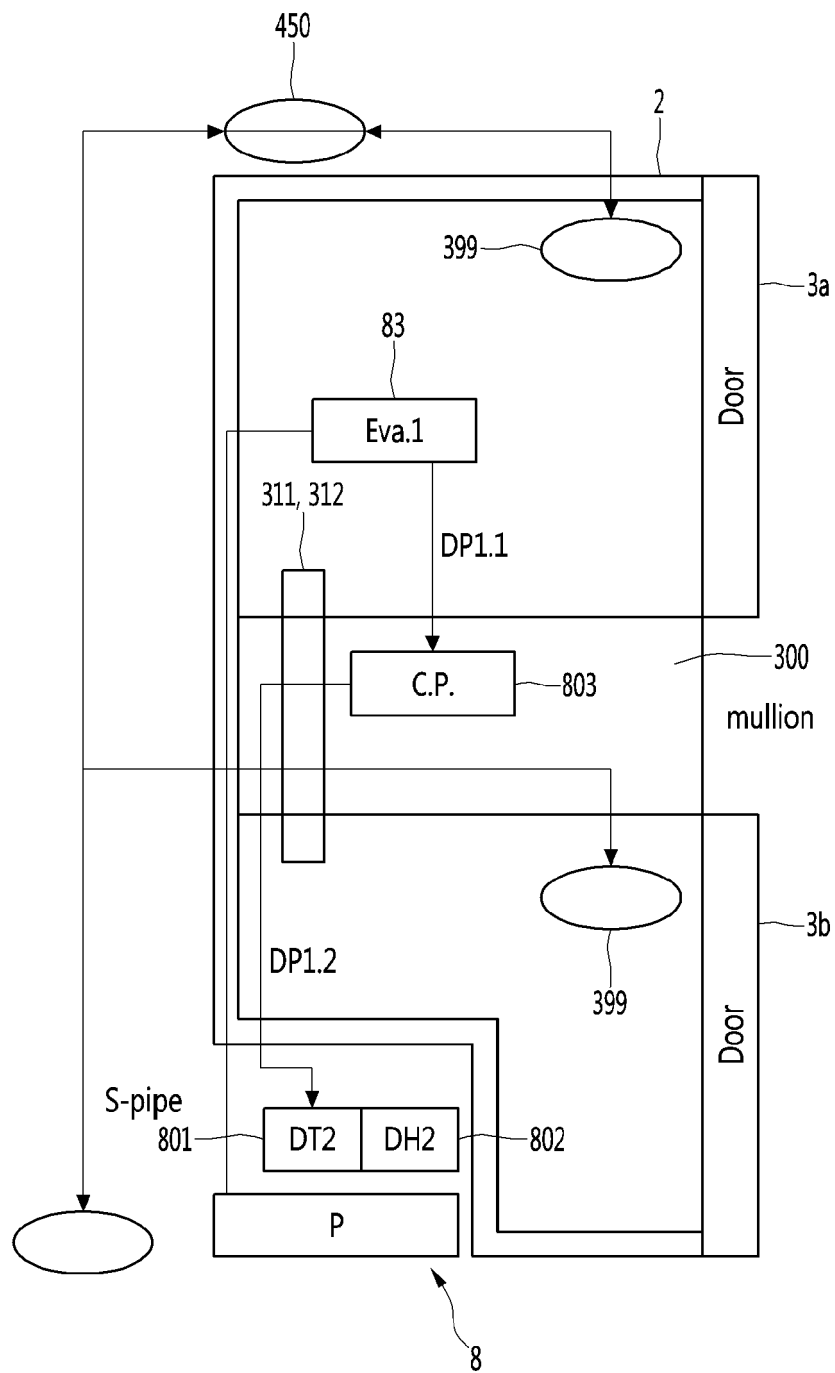 450
2
399
3a
83
Door
Eva.1
311, 312
DP1.1
300
C.P.
803
mullion
3b
DP1.2
399
Door
S-pipe
801
DT2
DH2
802
P
8